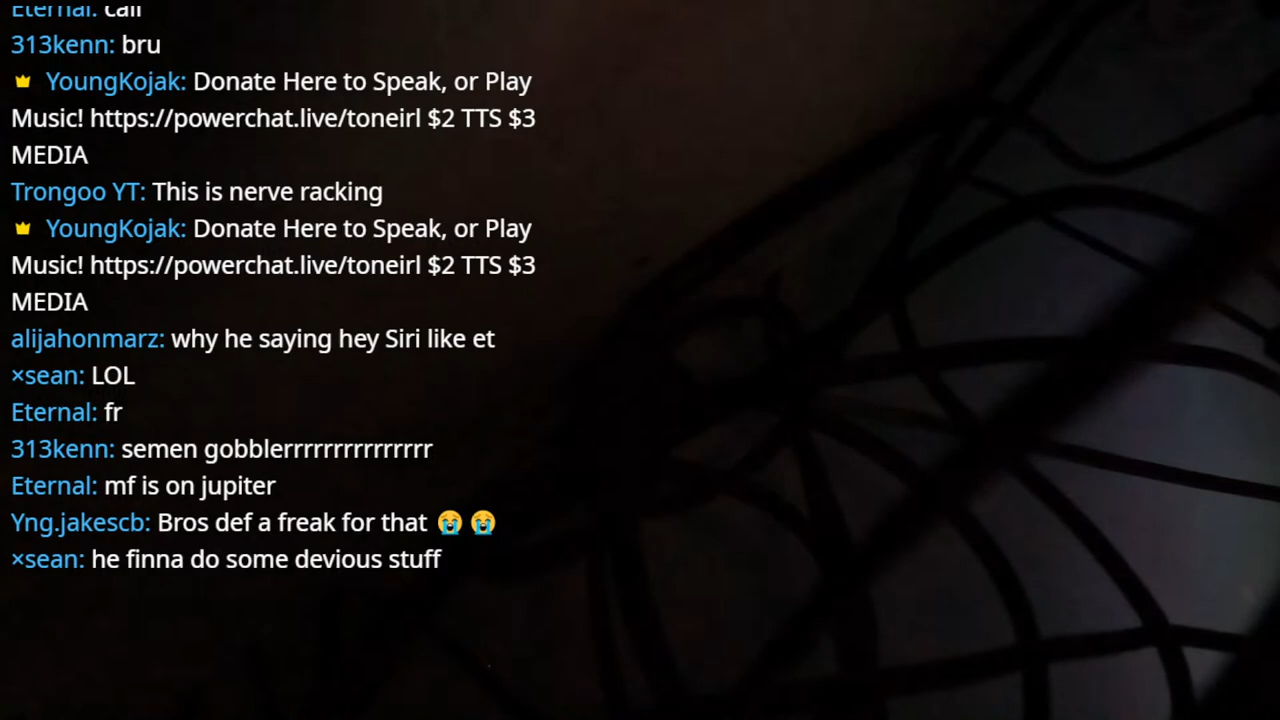 Eternal: call
313kenn: bru
YoungKojak: Donate Here to Speak, or Play
Music! https://powerchat.live/toneirl $2 TTS $3
MEDIA
Trongoo YT: This is nerve racking
YoungKojak: Donate Here to Speak, or Play
Music! https://powerchat.live/toneirl $2 TTS $3
MEDIA
alijahonmarz: why he saying hey Siri like et
×sean: LOL
Eternal: fr
313kenn: semen gobblerrrrrrrrrrrrrrr
Eternal: mf is on jupiter
Yng.jakescb: Bros def a freak for that 😭 😭
×sean: he finna do some devious stuff